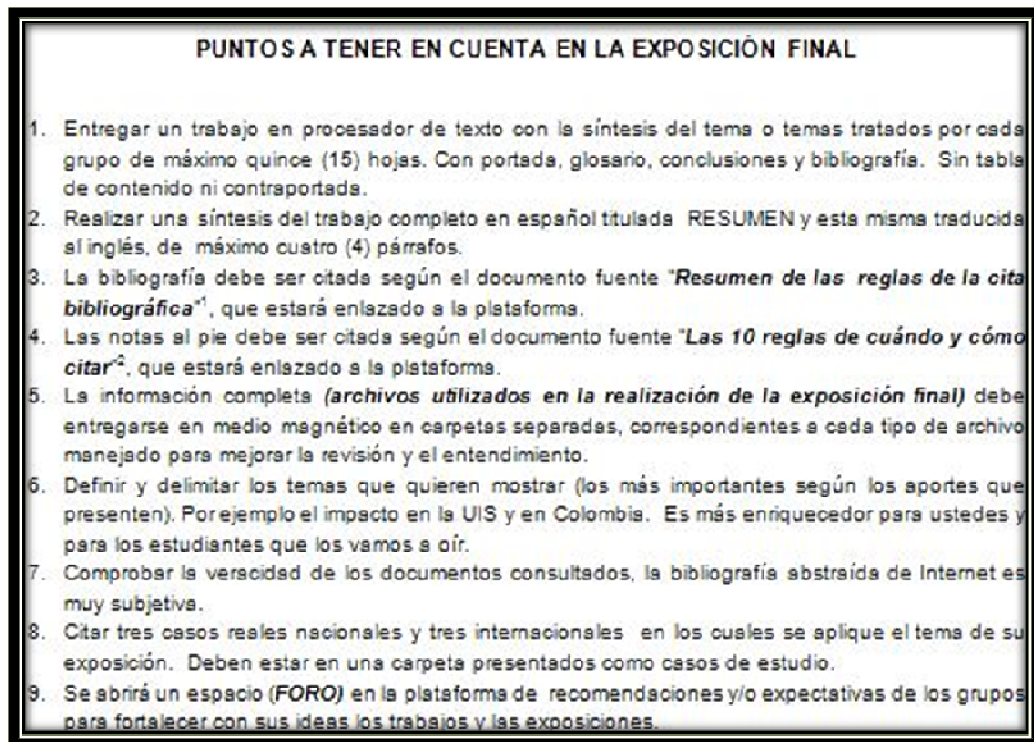 PUNTOS A TENER EN CUENTA EN LA EXPOSICIÓN FINAL
1. Entregar un trabajo en procesador de texto con la síntesis del tema o temas tratados por cada
grupo de máximo quince (15) hojas. Con portada, glosario, conclusiones y bibliografía. Sin tabla
de contenido ni contraportada.
2. Realizar una síntesis del trabajo completo en español titulada RESUMEN y esta misma traducida
al inglés, de máximo cuatro (4) párrafos.
3. La bibliografía debe ser citada según el documento fuente "Resumen de las reglas de la cita
bibliográfica"1, que estará enlazado a la plataforma.
4. Las notas al pie debe ser citada según el documento fuente "Las 10 reglas de cuándo y cómo
citar"2, que estará enlazado a la plataforma.
5. La información completa (archivos utilizados en la realización de la exposición final) debe
entregarse en medio magnético en carpetas separadas, correspondientes a cada tipo de archivo
manejado para mejorar la revisión y el entendimiento.
6. Definir y delimitar los temas que quieren mostrar (los más importantes según los aportes que
presenten). Por ejemplo el impacto en la UIS y en Colombia. Es más enriquecedor para ustedes y
para los estudiantes que los vamos a oír.
7. Comprobar la veracidad de los documentos consultados, la bibliografía abstraída de Internet es
muy subjetiva.
8. Citar tres casos reales nacionales y tres internacionales en los cuales se aplique el tema de su
exposición. Deben estar en una carpeta presentados como casos de estudio.
9. Se abrirá un espacio (FORO) en la plataforma de recomendaciones y/o expectativas de los grupos
para fortalecer con sus ideas los trabajos y las exposiciones.